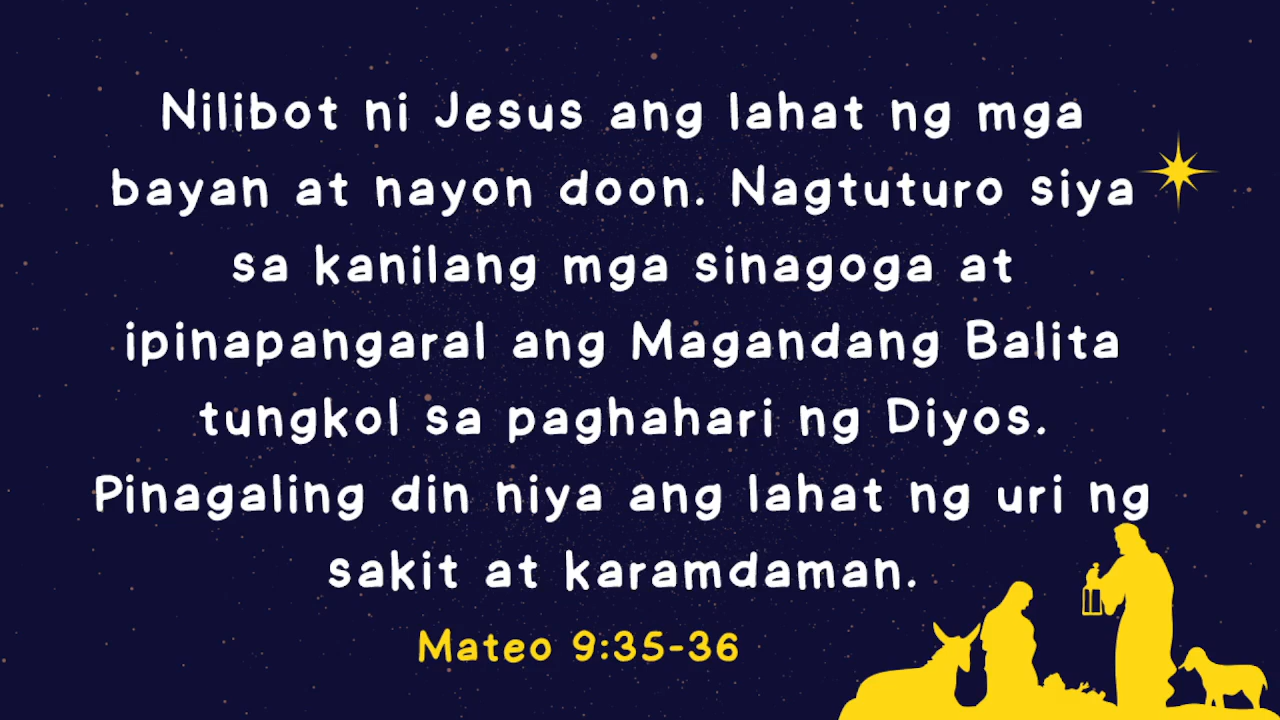 Nilibot ni Jesus ang lahat ng mga
bayan at nayon doon. Nagtuturo siya
sa kanilang mga sinagoga at
ipinapangaral ang Magandang Balita
tungkol sa paghahari ng Diyos.
Pinagaling din niya ang lahat ng uri ng
sakit at karamdaman.
Mateo 9:35-36